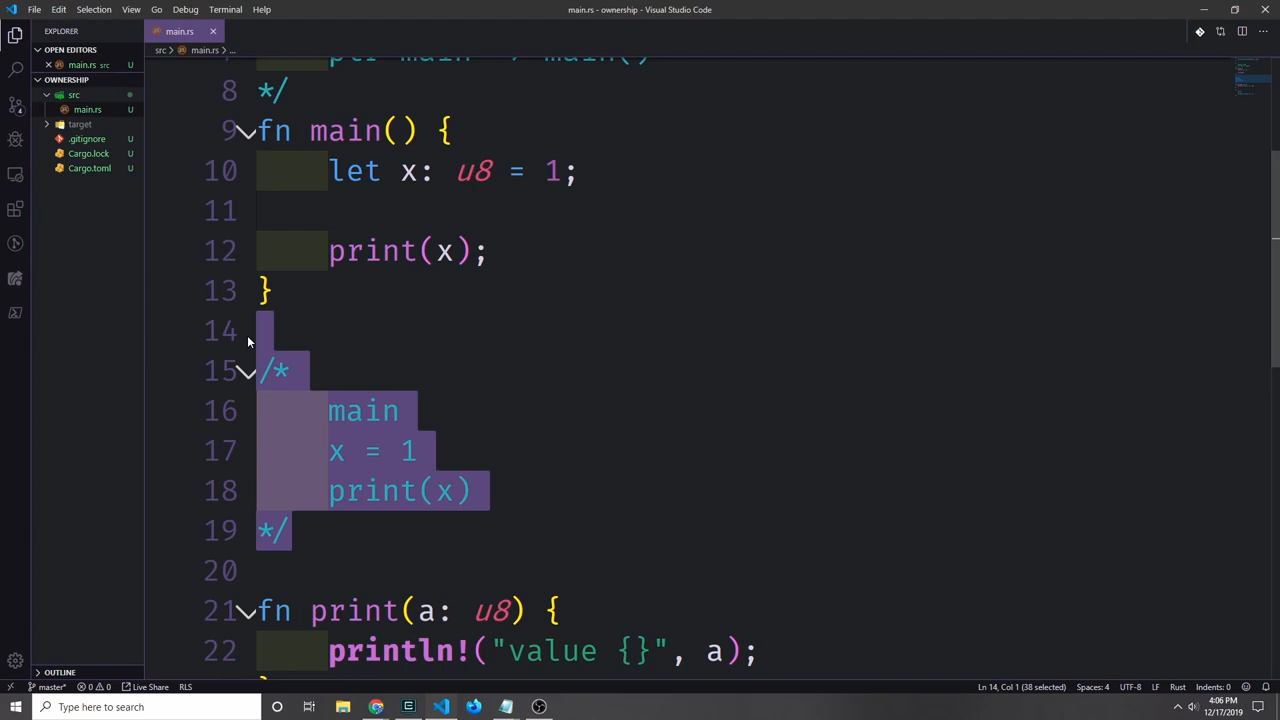 File Edit Selection View Go Debug Terminal Help
main.rs - ownership - Visual Studio Code
EXPLORER
OPEN EDITORS
main.rs src U
OWNERSHIP
src
main.rs U
target
.gitignore U
Cargo.lock U
Cargo.toml U
OUTLINE
main.rs
src > main.rs > ...
8 */
9 fn main() {
10 let x: u8 = 1;
11
12 print(x);
13 }
14
15 /*
16 main
17 x = 1
18 print(x)
19 */
20
21 fn print(a: u8) {
22 println!("value {}", a);
master* 0 0 Live Share RLS
Ln 14, Col 1 (38 selected) Spaces: 4 UTF-8 LF Rust Indents: 0
Type here to search
4:06 PM
12/17/2019